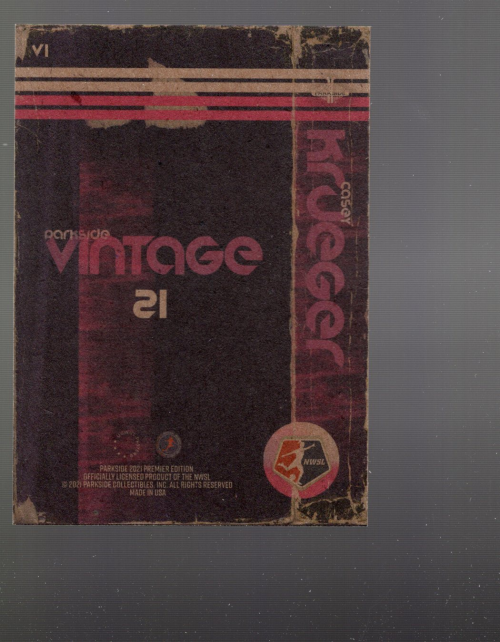 VI
parkside
VINTAGE
21
casey
Krueger
NWSL
PARKSIDE 2021 PREMIER EDITION
OFFICIALLY LICENSED PRODUCT OF THE NWSL
© 2021 PARKSIDE COLLECTIBLES, INC. ALL RIGHTS RESERVED
MADE IN USA